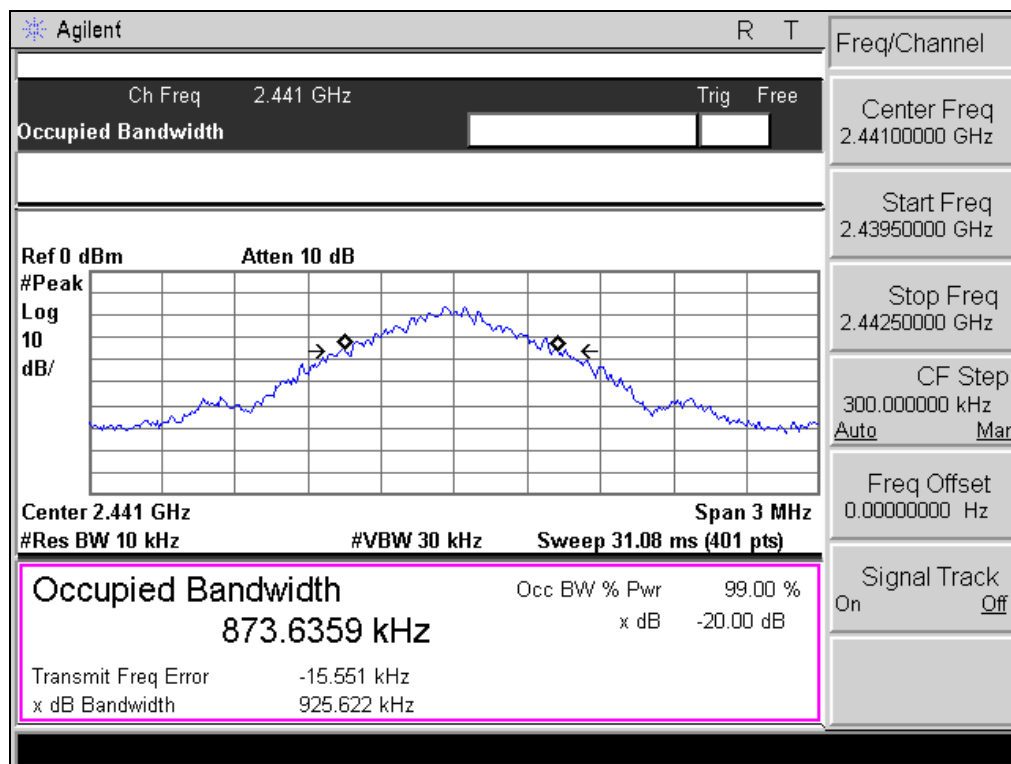 Agilent R T
Ch Freq 2.441 GHz Trig Free
Occupied Bandwidth
Ref 0 dBm Atten 10 dB
#Peak
Log
10
dB/
Center 2.441 GHz Span 3 MHz
#Res BW 10 kHz #VBW 30 kHz Sweep 31.08 ms (401 pts)
Occupied Bandwidth
873.6359 kHz
Occ BW % Pwr 99.00 %
x dB -20.00 dB
Transmit Freq Error -15.551 kHz
x dB Bandwidth 925.622 kHz
Freq/Channel
Center Freq
2.44100000 GHz
Start Freq
2.43950000 GHz
Stop Freq
2.44250000 GHz
CF Step
300.000000 kHz
Auto Man
Freq Offset
0.00000000 Hz
Signal Track
On Off